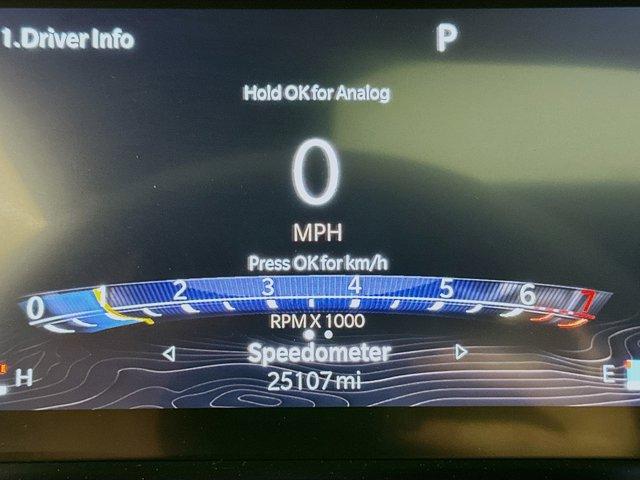 1.Driver Info
P
Hold OK for Analog
0
MPH
Press OK for km/h
0 1 2 3 4 5 6 7
RPM X 1000
Speedometer
25107 mi
H E